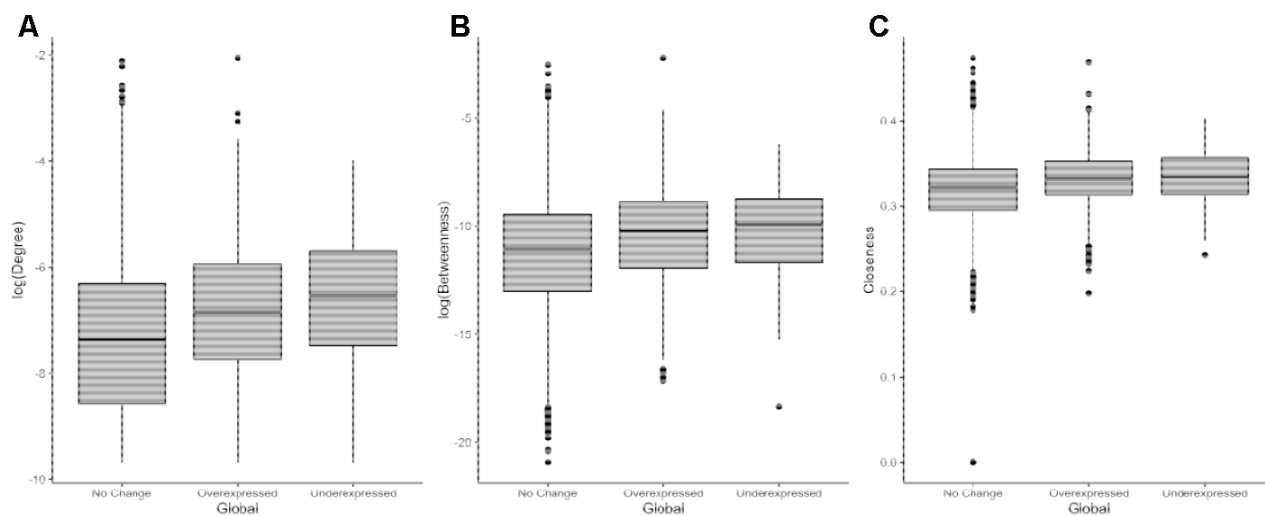 A
log(Degree)
-2
-4
-6
-8
-10
No Change Overexpressed Underexpressed
Global
B
log(Betweenness)
-5
-10
-15
-20
No Change Overexpressed Underexpressed
Global
C
Closeness
0.4
0.3
0.2
0.1
0.0
No Change Overexpressed Underexpressed
Global